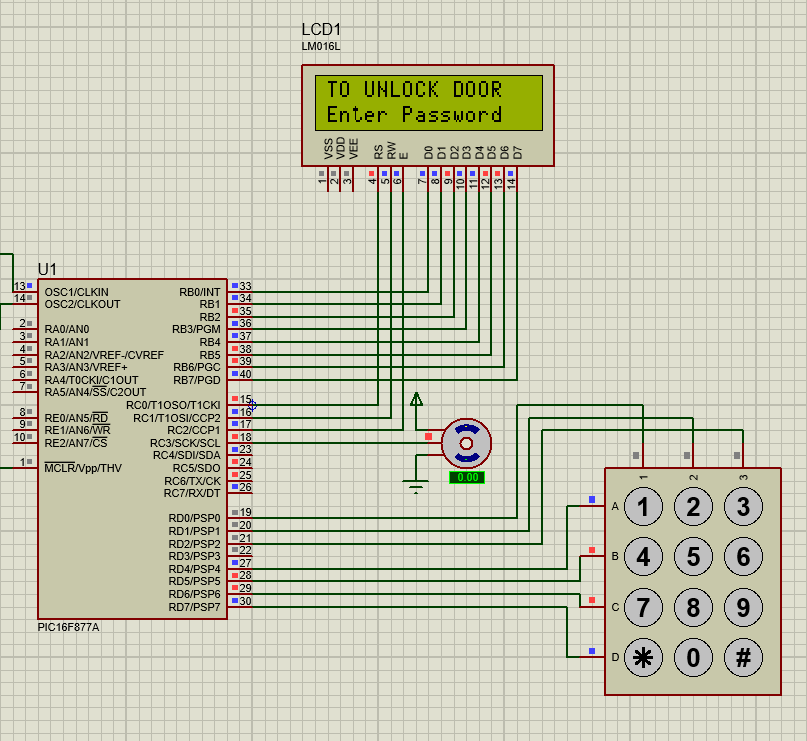 LCD1
LM016L
TO UNLOCK DOOR
Enter Password
VSS VDD VEE RS RW E D0 D1 D2 D3 D4 D5 D6 D7
1 2 3 4 5 6 7 8 9 10 11 12 13 14
U1
13 OSC1/CLKIN RB0/INT 33
14 OSC2/CLKOUT RB1 34
RB2 35
2 RA0/AN0 RB3/PGM 36
3 RA1/AN1 RB4 37
4 RA2/AN2/VREF-/CVREF RB5 38
5 RA3/AN3/VREF+ RB6/PGC 39
6 RA4/T0CKI/C1OUT RB7/PGD 40
7 RA5/AN4/SS/C2OUT
RC0/T1OSO/T1CKI 15
8 RE0/AN5/RD RC1/T1OSI/CCP2 16
9 RE1/AN6/WR RC2/CCP1 17
10 RE2/AN7/CS RC3/SCK/SCL 18
RC4/SDI/SDA 23
1 MCLR/Vpp/THV RC5/SDO 24
RC6/TX/CK 25
RC7/RX/DT 26
RD0/PSP0 19
RD1/PSP1 20
RD2/PSP2 21
RD3/PSP3 22
RD4/PSP4 27
RD5/PSP5 28
RD6/PSP6 29
RD7/PSP7 30
PIC16F877A
0.00
1 2 3
A 1 2 3
B 4 5 6
C 7 8 9
D * 0 #